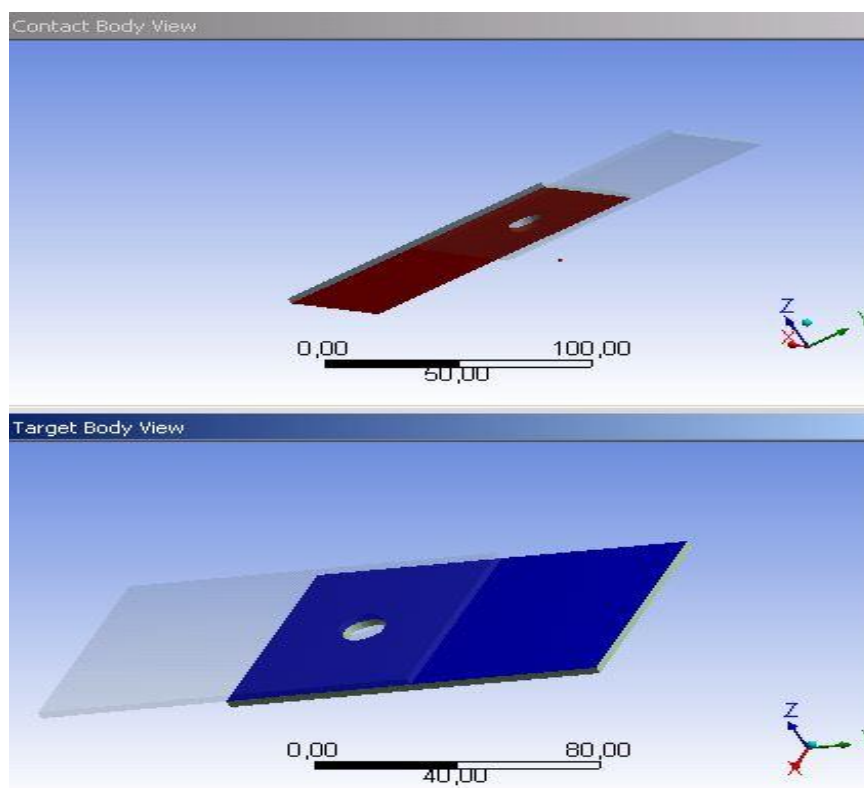 Contact Body View
Z
X
Y
0,00
100,00
50,00
Target Body View
Z
Y
X
0,00
80,00
40,00